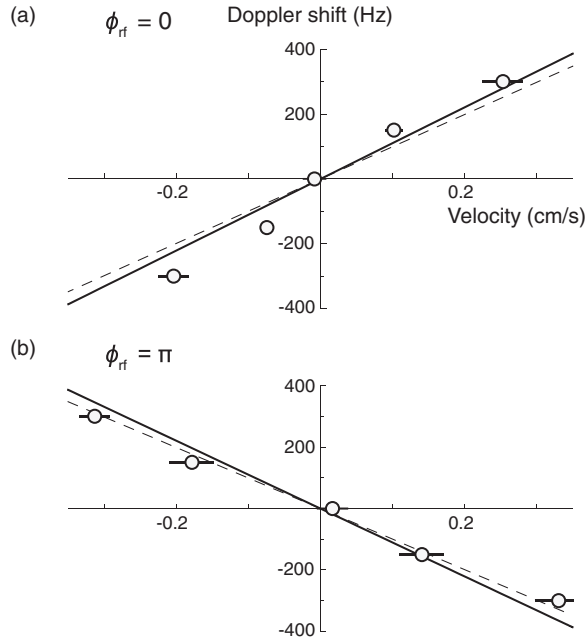 (a)
ϕrf = 0
Doppler shift (Hz)
400
200
-0.2
0.2
Velocity (cm/s)
-200
-400
(b)
ϕrf = π
400
200
-0.2
0.2
-200
-400